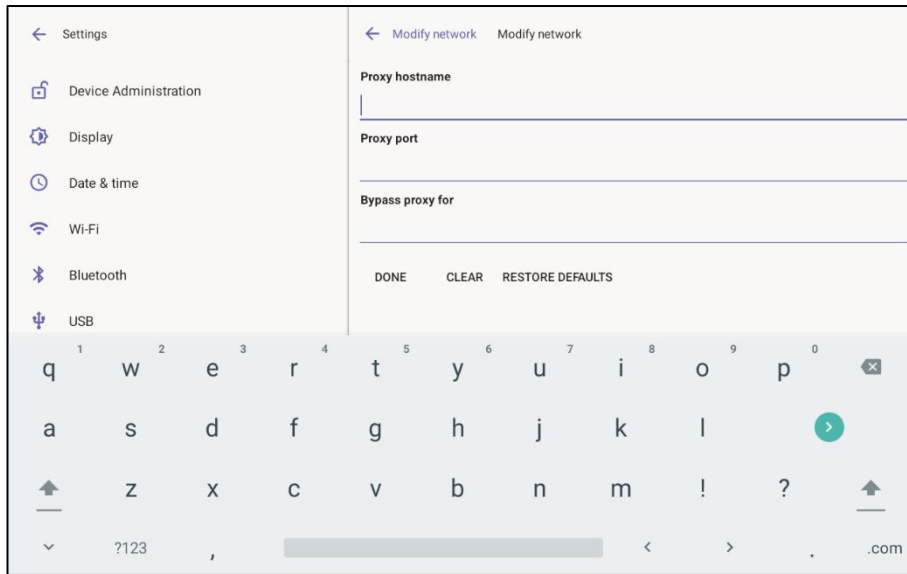 Settings
Modify network Modify network
Device Administration
Display
Date & time
Wi-Fi
Bluetooth
USB
Proxy hostname
Proxy port
Bypass proxy for
DONE CLEAR RESTORE DEFAULTS
1 2 3 4 5 6 7 8 9 0
q w e r t y u i o p
a s d f g h j k l
z x c v b n m ! ?
?123 , < > . .com